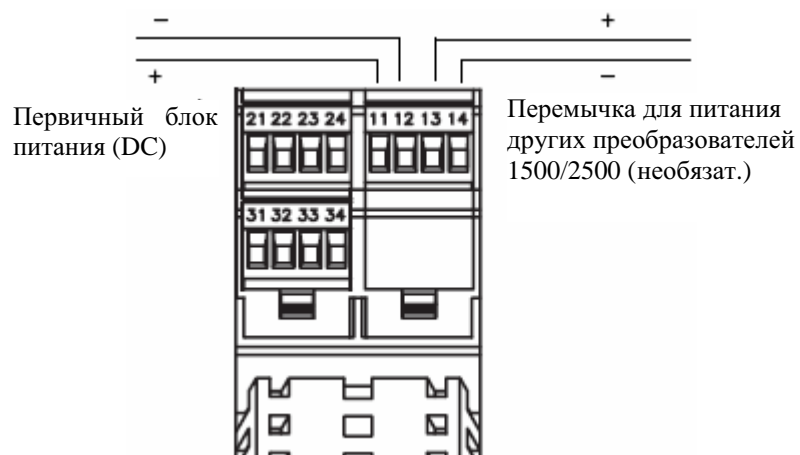 − +
+ −
Первичный блок
питания (DC)
21 22 23 24 11 12 13 14
Перемычка для питания
других преобразователей
1500/2500 (необязат.)
31 32 33 34